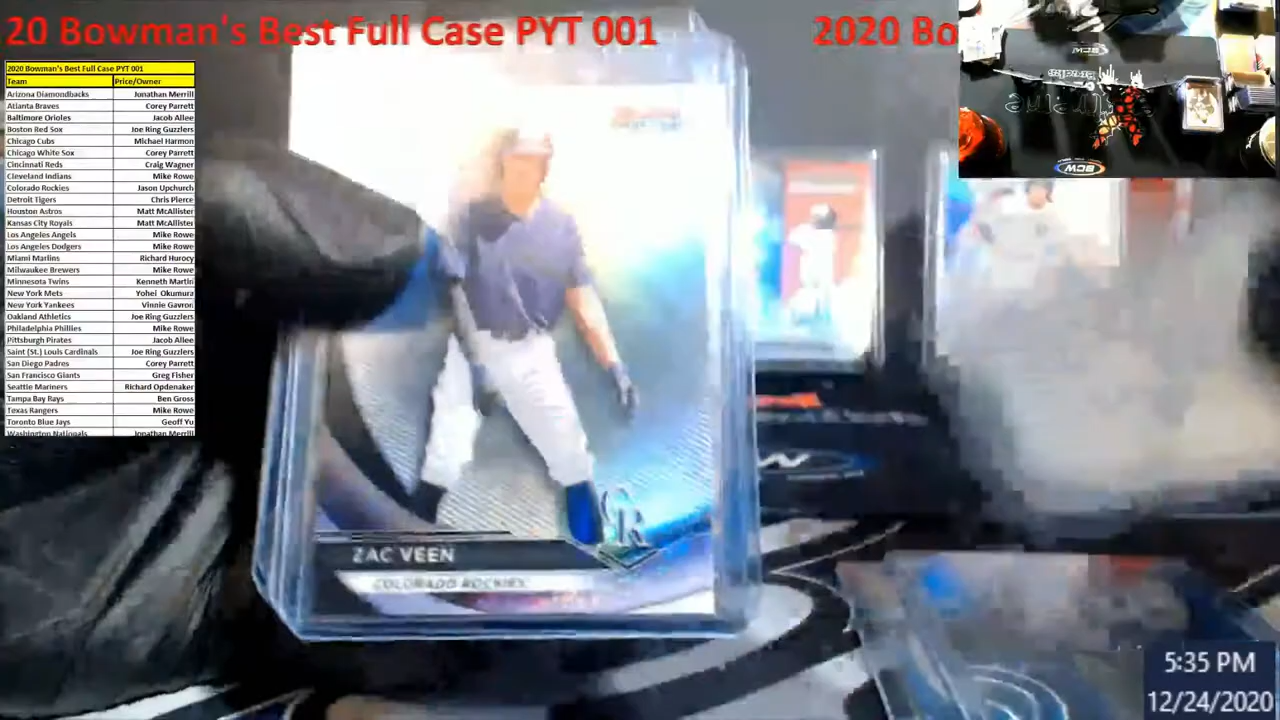 20 Bowman's Best Full Case PYT 001
2020 Bo
2020 Bowman's Best Full Case PYT 001
Team Price/Owner
Arizona Diamondbacks Jonathan Merrill
Atlanta Braves Corey Parrett
Baltimore Orioles Jacob Allee
Boston Red Sox Joe Ring Guzzlers
Chicago Cubs Michael Harmon
Chicago White Sox Corey Parrett
Cincinnati Reds Craig Wagner
Cleveland Indians Mike Rowe
Colorado Rockies Jason Upchurch
Detroit Tigers Chris Pierce
Houston Astros Matt McAllister
Kansas City Royals Matt McAllister
Los Angeles Angels Mike Rowe
Los Angeles Dodgers Mike Rowe
Miami Marlins Richard Hurocy
Milwaukee Brewers Mike Rowe
Minnesota Twins Kenneth Martin
New York Mets Yohei Okumura
New York Yankees Vinnie Gavron
Oakland Athletics Joe Ring Guzzlers
Philadelphia Phillies Mike Rowe
Pittsburgh Pirates Jacob Allee
Saint (St.) Louis Cardinals Joe Ring Guzzlers
San Diego Padres Corey Parrett
San Francisco Giants Greg Fisher
Seattle Mariners Richard Opdenaker
Tampa Bay Rays Ben Gross
Texas Rangers Mike Rowe
Toronto Blue Jays Geoff Yu
Washington Nationals Jonathan Merrill
CR
ZAC VEEN
COLORADO ROCKIES
BCW
5:35 PM
12/24/2020